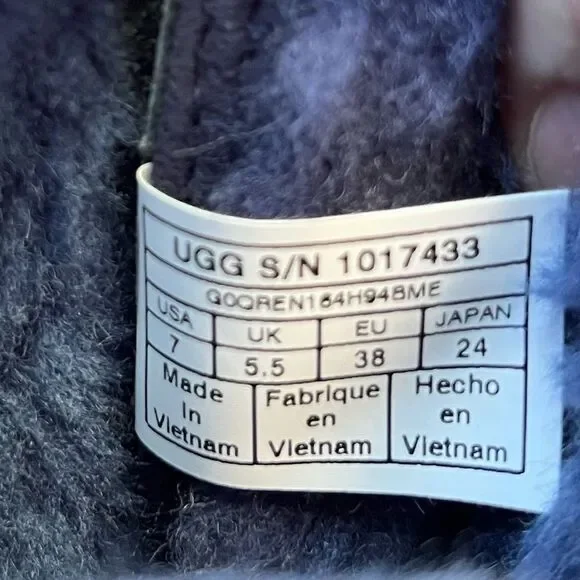 UGG S/N 1017433
G0QREN164H94BME
USA UK EU JAPAN
7 5.5 38 24
Made in Vietnam
Fabrique en Vietnam
Hecho en Vietnam